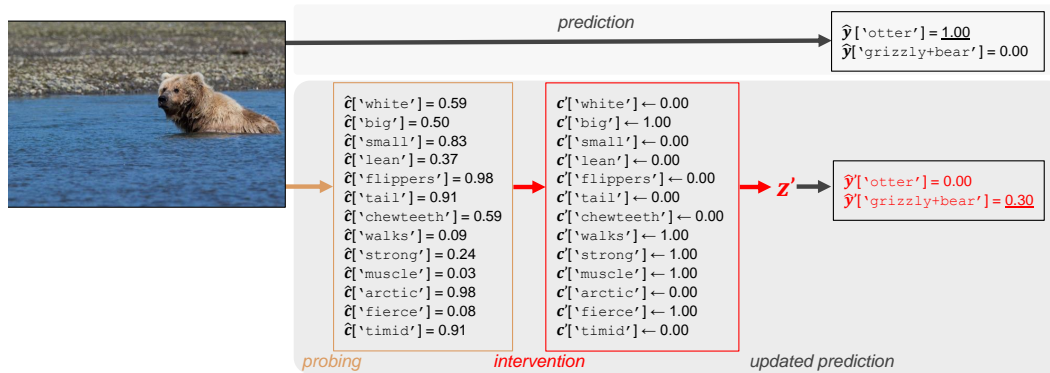 prediction
ŷ['otter'] = 1.00
ŷ['grizzly+bear'] = 0.00
ĉ['white'] = 0.59
ĉ['big'] = 0.50
ĉ['small'] = 0.83
ĉ['lean'] = 0.37
ĉ['flippers'] = 0.98
ĉ['tail'] = 0.91
ĉ['chewteeth'] = 0.59
ĉ['walks'] = 0.09
ĉ['strong'] = 0.24
ĉ['muscle'] = 0.03
ĉ['arctic'] = 0.98
ĉ['fierce'] = 0.08
ĉ['timid'] = 0.91
probing
c'['white'] ← 0.00
c'['big'] ← 1.00
c'['small'] ← 0.00
c'['lean'] ← 0.00
c'['flippers'] ← 0.00
c'['tail'] ← 0.00
c'['chewteeth'] ← 0.00
c'['walks'] ← 1.00
c'['strong'] ← 1.00
c'['muscle'] ← 1.00
c'['arctic'] ← 0.00
c'['fierce'] ← 1.00
c'['timid'] ← 0.00
intervention
z'
ŷ'['otter'] = 0.00
ŷ'['grizzly+bear'] = 0.30
updated prediction